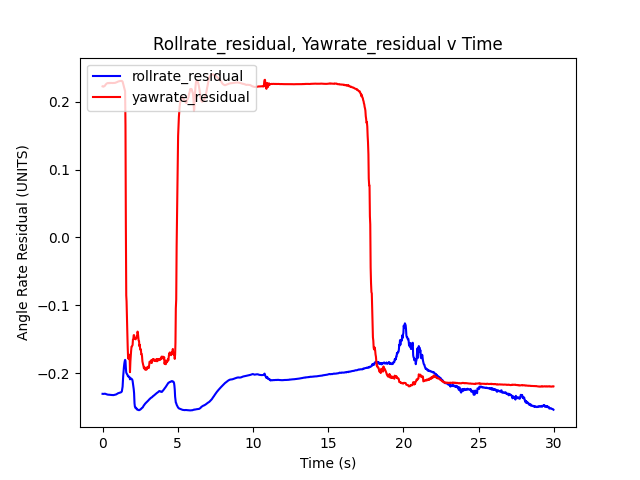 Rollrate_residual, Yawrate_residual v Time
rollrate_residual
yawrate_residual
Angle Rate Residual (UNITS)
0.2
0.1
0.0
−0.1
−0.2
0
5
10
15
20
25
30
Time (s)